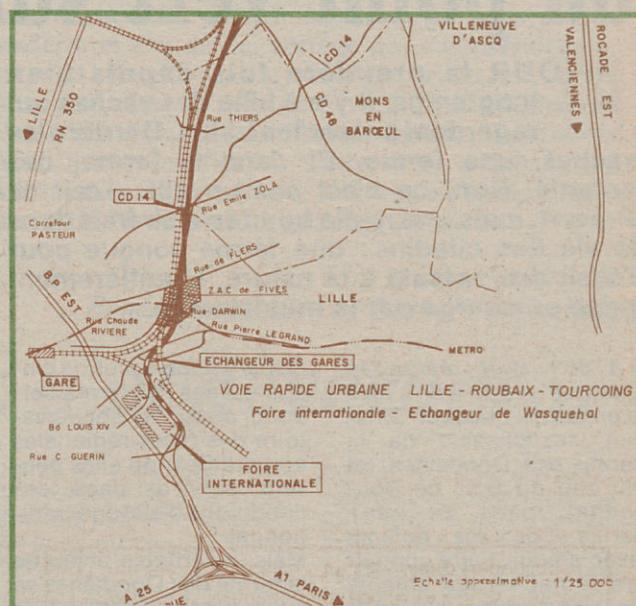 VILLENEUVE
D'ASCQ
CD 14
ROCADE EST
VALENCIENNES
LILLE
RN 350
CD 48
MONS
EN
BARŒUL
Rue THIERS
CD 14
Rue Emile ZOLA
Carrefour
PASTEUR
Rue de FLERS
BP EST
Z.A.C de FIVES
LILLE
Rue DARWIN
Rue Chaude
RIVIERE
Rue Pierre LEGRAND
METRO
ECHANGEUR DES GARES
GARE
VOIE RAPIDE URBAINE LILLE - ROUBAIX - TOURCOING
Foire internationale - Echangeur de Wasquehal
Bd LOUIS XIV
Rue C. GUERIN
FOIRE
INTERNATIONALE
A 25
A1 PARIS
Echelle approximative 1/25 000